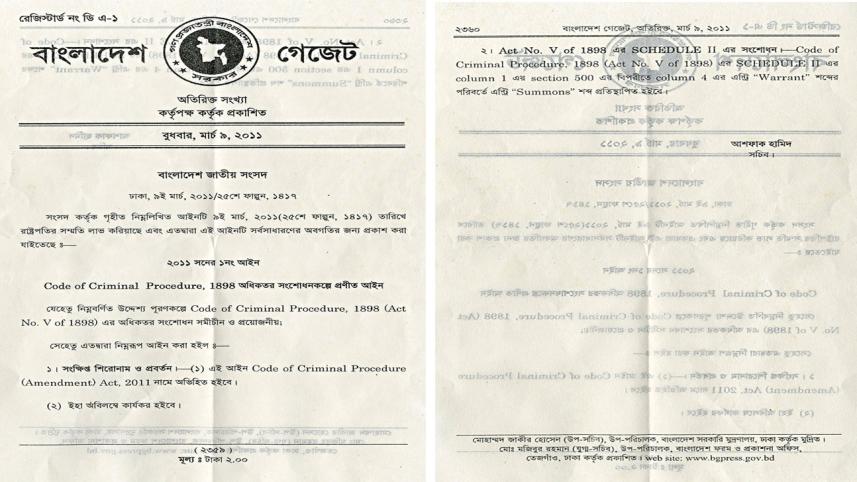 রেজিস্টার্ড নং ডি এ-১
বাংলাদেশ গেজেট
গণপ্রজাতন্ত্রী বাংলাদেশ
সরকার
অতিরিক্ত সংখ্যা
কর্তৃপক্ষ কর্তৃক প্রকাশিত
বুধবার, মার্চ ৯, ২০১১
বাংলাদেশ জাতীয় সংসদ
ঢাকা, ৯ই মার্চ, ২০১১/২৫শে ফাল্গুন, ১৪১৭
সংসদ কর্তৃক গৃহীত নিম্নলিখিত আইনটি ৯ই মার্চ, ২০১১(২৫শে ফাল্গুন, ১৪১৭) তারিখে
রাষ্ট্রপতির সম্মতি লাভ করিয়াছে এবং এতদ্বারা এই আইনটি সর্বসাধারণের অবগতির জন্য প্রকাশ করা
যাইতেছে ঃ—
২০১১ সনের ১নং আইন
Code of Criminal Procedure, 1898 অধিকতর সংশোধনকল্পে প্রণীত আইন
যেহেতু নিম্নবর্ণিত উদ্দেশ্য পূরণকল্পে Code of Criminal Procedure, 1898 (Act
No. V of 1898) এর অধিকতর সংশোধন সমীচীন ও প্রয়োজনীয়;
সেহেতু এতদ্বারা নিম্নরূপ আইন করা হইল ঃ—
১। সংক্ষিপ্ত শিরোনাম ও প্রবর্তন।—(১) এই আইন Code of Criminal Procedure
(Amendment) Act, 2011 নামে অভিহিত হইবে।
(২) ইহা অবিলম্বে কার্যকর হইবে।
( ২৩৫৯ )
মূল্য ঃ টাকা ২.০০
২৩৬০ বাংলাদেশ গেজেট, অতিরিক্ত, মার্চ ৯, ২০১১
২। Act No. V of 1898 এর SCHEDULE II এর সংশোধন।—Code of
Criminal Procedure, 1898 (Act No. V of 1898) এর SCHEDULE II এর
column 1 এর section 500 এর বিপরীতে column 4 এর এন্ট্রি "Warrant" শব্দের
পরিবর্তে এন্ট্রি "Summons" শব্দ প্রতিস্থাপিত হইবে।
আশফাক হামিদ
সচিব।
মোহাম্মদ জাকীর হোসেন (উপ-সচিব), উপ-পরিচালক, বাংলাদেশ সরকারি মুদ্রণালয়, ঢাকা কর্তৃক মুদ্রিত।
মোঃ মজিবুর রহমান (যুগ্ম-সচিব), উপ-পরিচালক, বাংলাদেশ ফরম ও প্রকাশনা অফিস,
তেজগাঁও, ঢাকা কর্তৃক প্রকাশিত। web site: www.bgpress.gov.bd